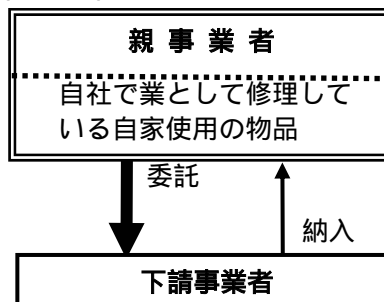 親 事 業 者
自社で業として修理して
いる自家使用の物品
委託
納入
下請事業者